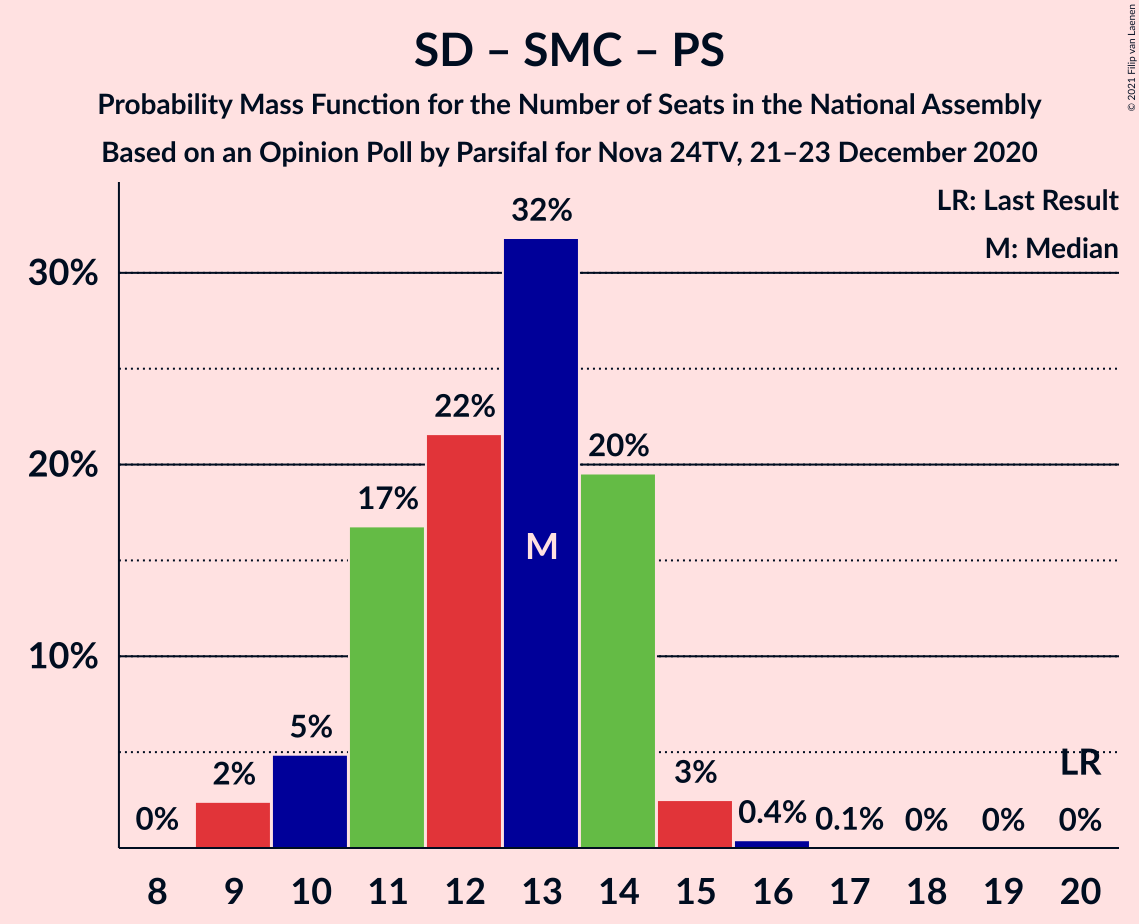 SD – SMC – PS
Probability Mass Function for the Number of Seats in the National Assembly
Based on an Opinion Poll by Parsifal for Nova 24TV, 21–23 December 2020
© 2021 Filip van Laenen
LR: Last Result
M: Median
30%
20%
10%
0%
2%
5%
17%
22%
32%
20%
3%
0.4%
0.1%
0%
0%
0%
M
LR
8 9 10 11 12 13 14 15 16 17 18 19 20